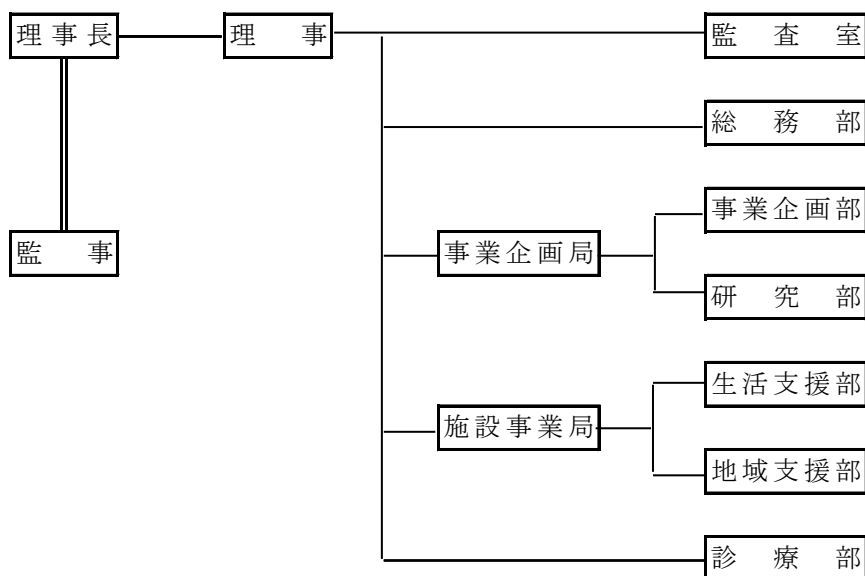 理事長
理事
監査室
総務部
事業企画部
監事
事業企画局
研究部
生活支援部
施設事業局
地域支援部
診療部